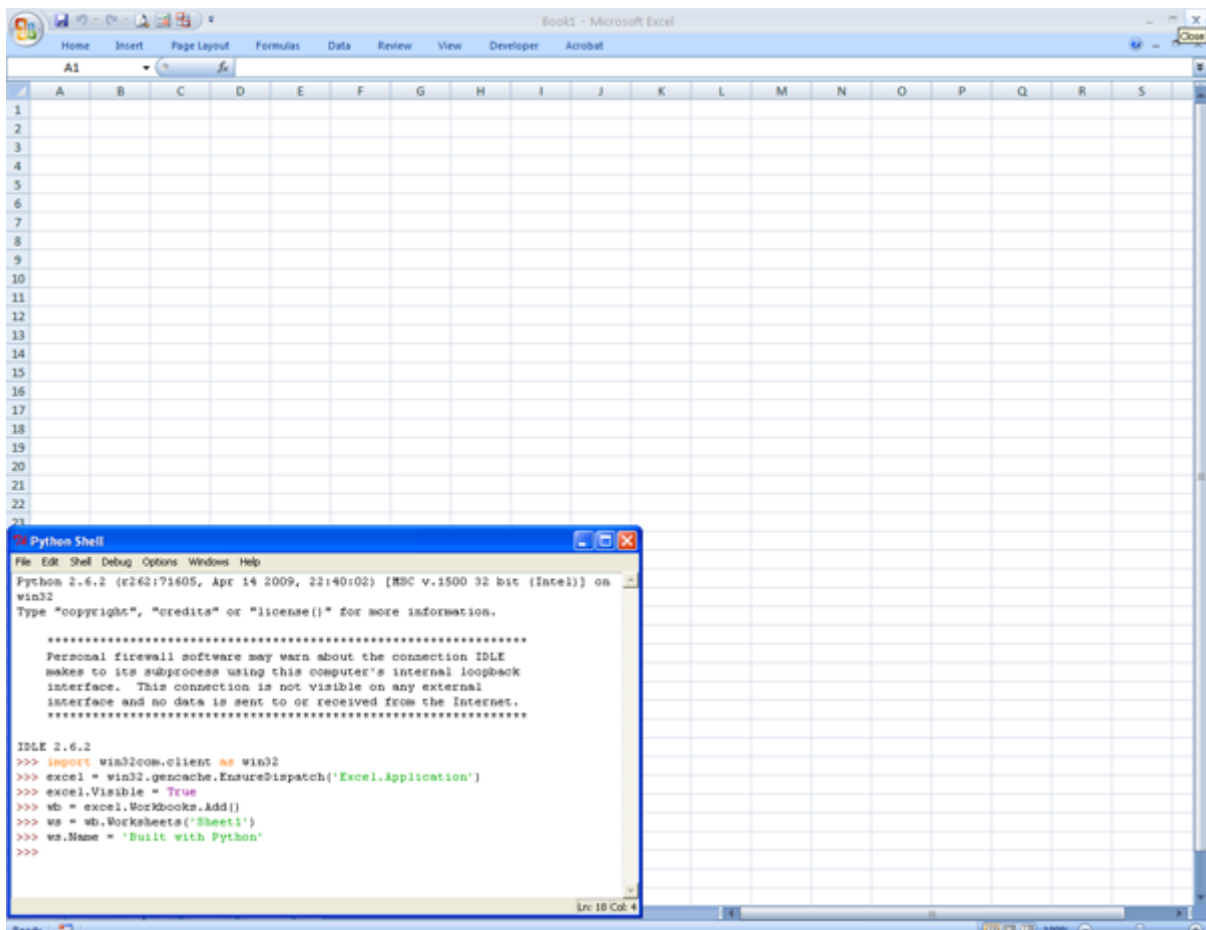 Book1 - Microsoft Excel
Close
Home Insert Page Layout Formulas Data Review View Developer Acrobat
A1 fx
A B C D E F G H I J K L M N O P Q R S
1
2
3
4
5
6
7
8
9
10
11
12
13
14
15
16
17
18
19
20
21
22
23
Python Shell
File Edit Shell Debug Options Windows Help
Python 2.6.2 (r262:71605, Apr 14 2009, 22:40:02) [MSC v.1500 32 bit (Intel)] on
win32
Type "copyright", "credits" or "license()" for more information.
****************************************************************
Personal firewall software may warn about the connection IDLE
makes to its subprocess using this computer's internal loopback
interface. This connection is not visible on any external
interface and no data is sent to or received from the Internet.
****************************************************************
IDLE 2.6.2
>>> import win32com.client as win32
>>> excel = win32.gencache.EnsureDispatch('Excel.Application')
>>> excel.Visible = True
>>> wb = excel.Workbooks.Add()
>>> ws = wb.Worksheets('Sheet1')
>>> ws.Name = 'Built with Python'
>>>
Ln: 18 Col: 4
Ready 100%